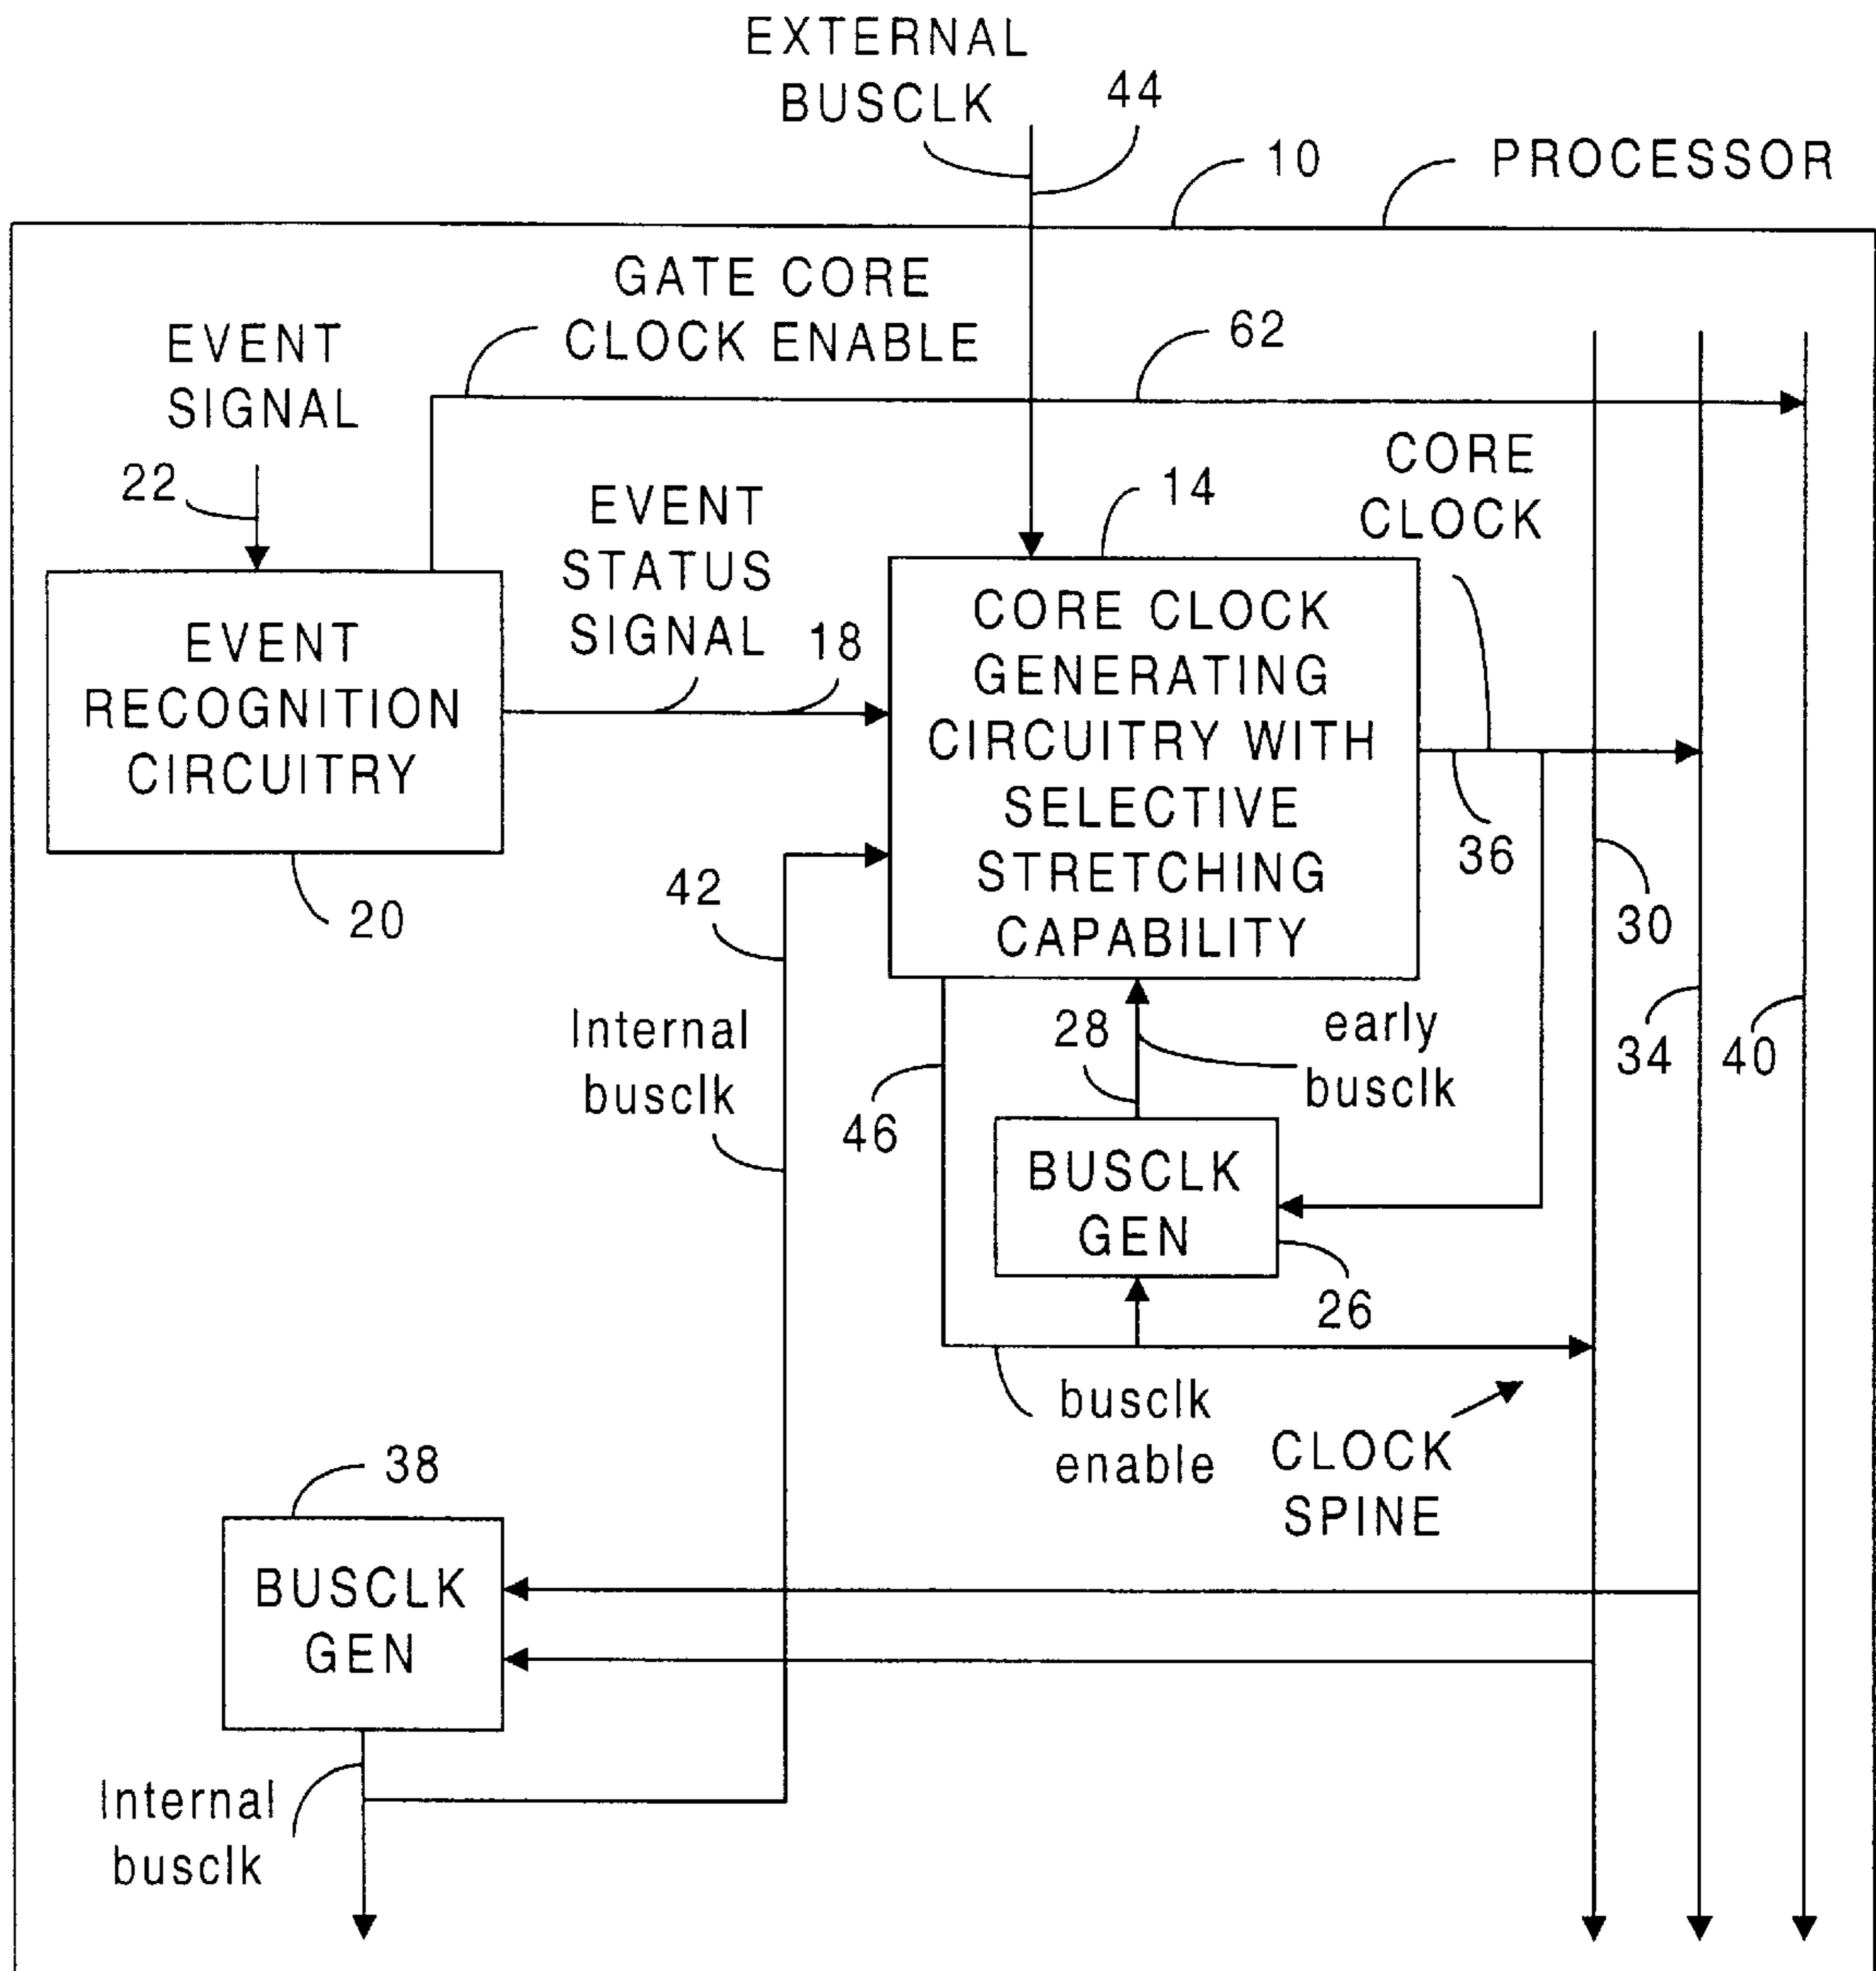 EXTERNAL
BUSCLK
44
10
PROCESSOR
GATE CORE
CLOCK ENABLE
62
EVENT
SIGNAL
22
CORE
CLOCK
EVENT
STATUS
SIGNAL
18
14
EVENT
RECOGNITION
CIRCUITRY
20
CORE CLOCK
GENERATING
CIRCUITRY WITH
SELECTIVE
STRETCHING
CAPABILITY
36
30
42
34
40
Internal
busclk
46
28
early
busclk
BUSCLK
GEN
26
busclk
enable
CLOCK
SPINE
38
BUSCLK
GEN
Internal
busclk